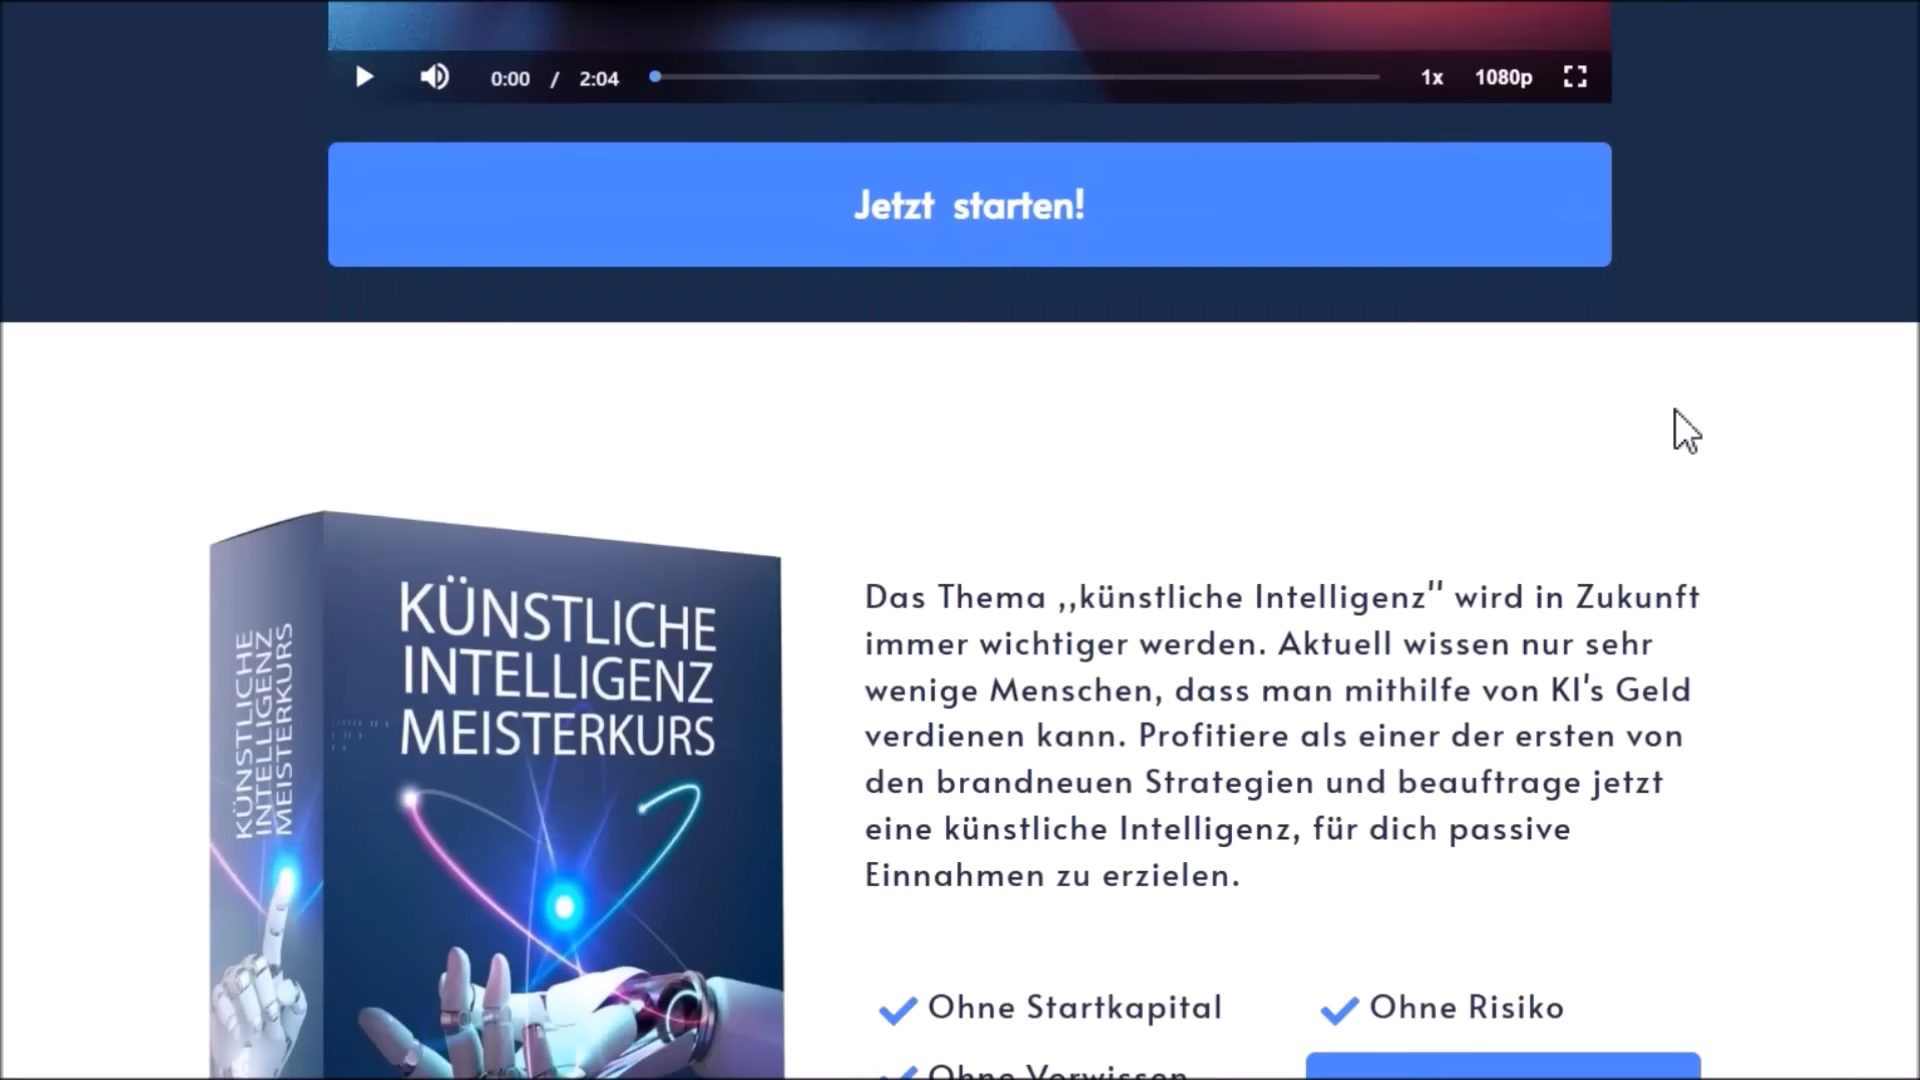 0:00 / 2:04
1x 1080p
Jetzt starten!
KÜNSTLICHE
INTELLIGENZ
MEISTERKURS
KÜNSTLICHE
INTELLIGENZ
MEISTERKURS
Das Thema ,,künstliche Intelligenz" wird in Zukunft
immer wichtiger werden. Aktuell wissen nur sehr
wenige Menschen, dass man mithilfe von KI's Geld
verdienen kann. Profitiere als einer der ersten von
den brandneuen Strategien und beauftrage jetzt
eine künstliche Intelligenz, für dich passive
Einnahmen zu erzielen.
Ohne Startkapital
Ohne Risiko
Ohne Vorwissen